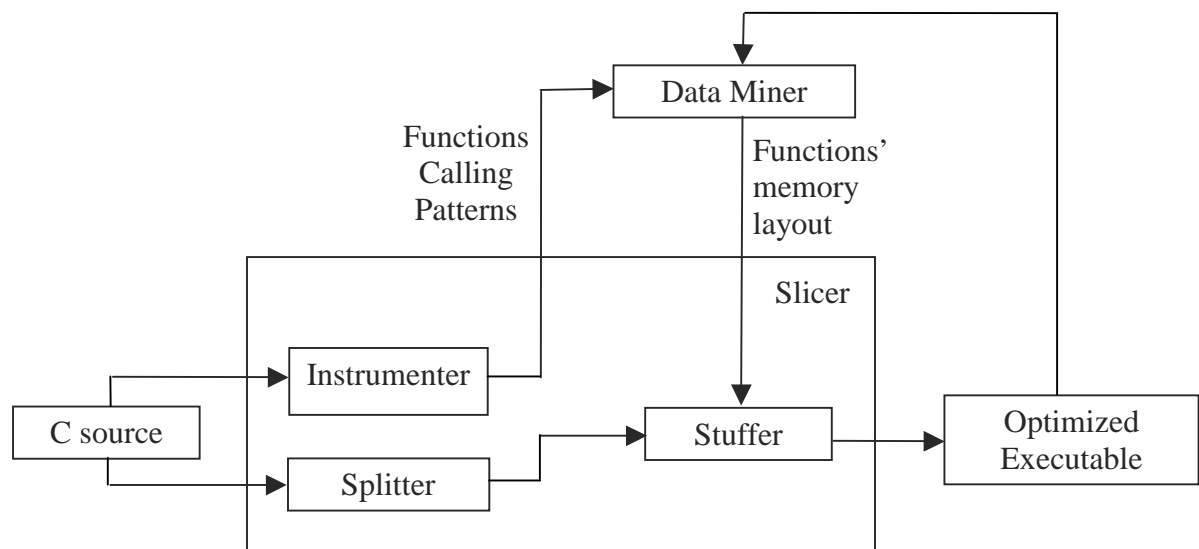 Data Miner
Functions
Calling
Patterns
Functions’
memory
layout
Slicer
Instrumenter
C source
Splitter
Stuffer
Optimized
Executable